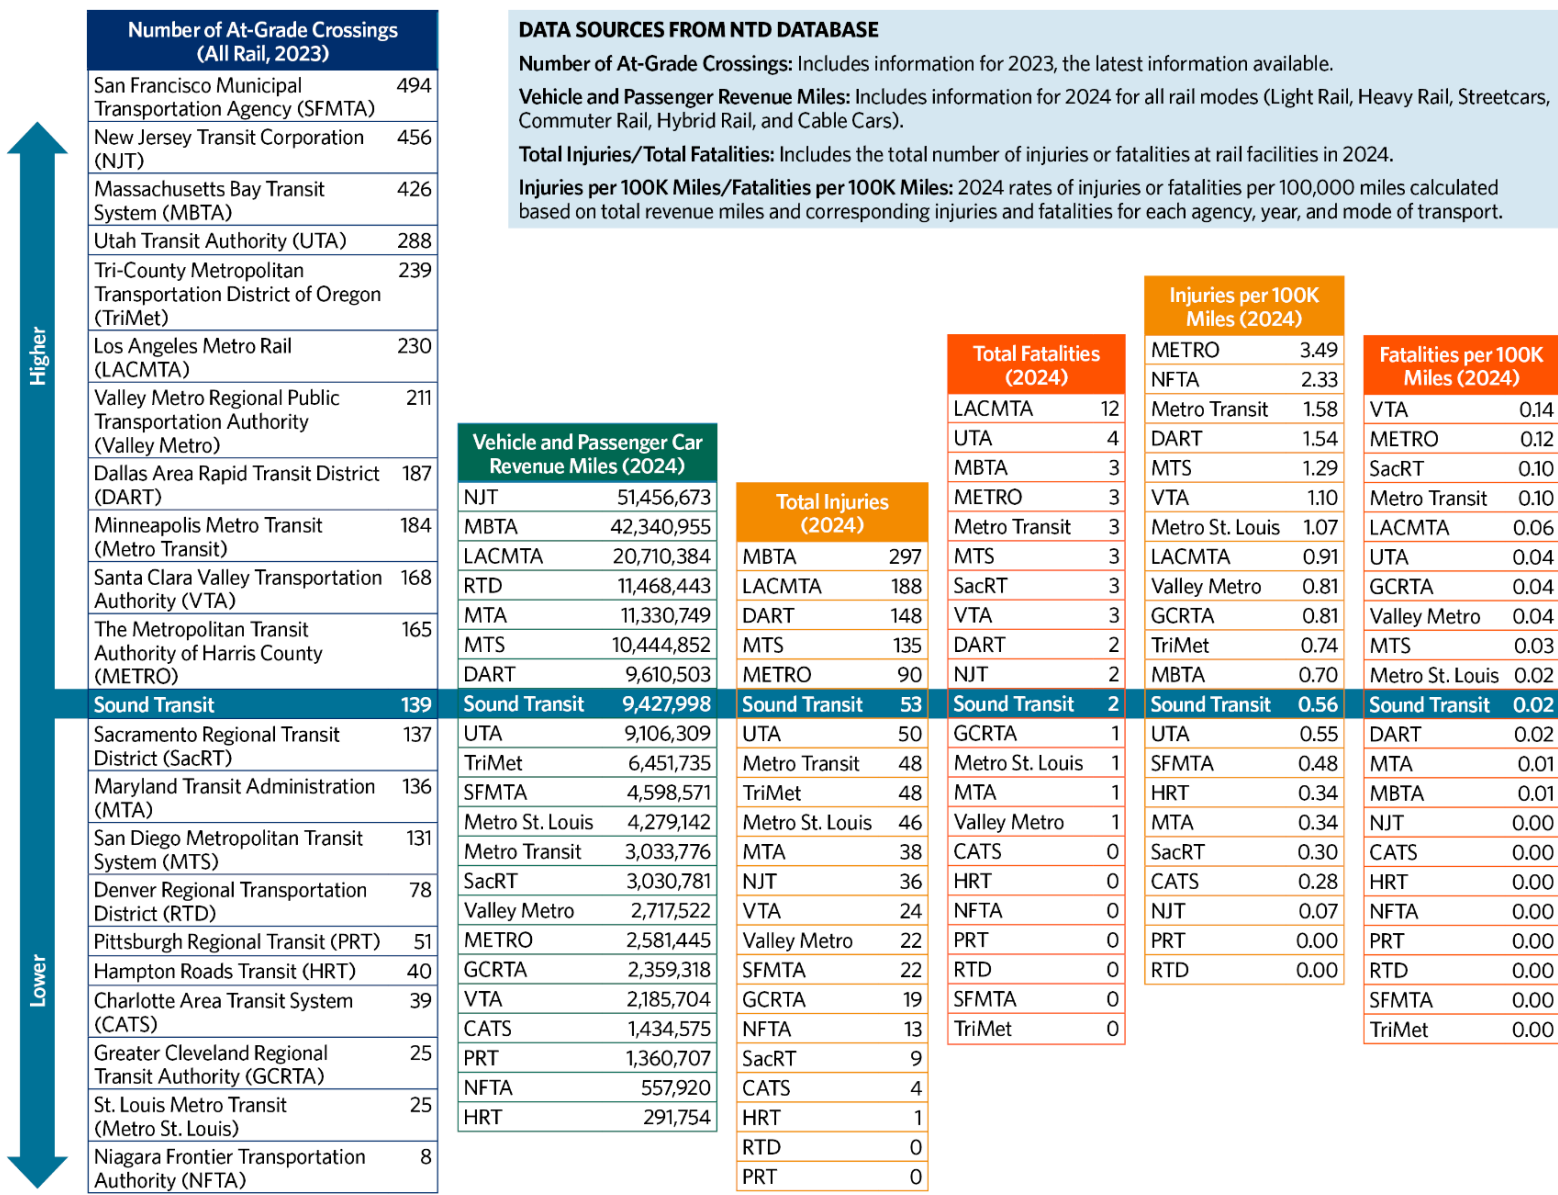 Number of At-Grade Crossings
(All Rail, 2023)
San Francisco Municipal 494
Transportation Agency (SFMTA)
New Jersey Transit Corporation 456
(NJT)
Massachusetts Bay Transit 426
System (MBTA)
Utah Transit Authority (UTA) 288
Tri-County Metropolitan 239
Transportation District of Oregon
(TriMet)
Los Angeles Metro Rail 230
(LACMTA)
Valley Metro Regional Public 211
Transportation Authority
(Valley Metro)
Dallas Area Rapid Transit District 187
(DART)
Minneapolis Metro Transit 184
(Metro Transit)
Santa Clara Valley Transportation 168
Authority (VTA)
The Metropolitan Transit 165
Authority of Harris County
(METRO)
Sound Transit 139
Sacramento Regional Transit 137
District (SacRT)
Maryland Transit Administration 136
(MTA)
San Diego Metropolitan Transit 131
System (MTS)
Denver Regional Transportation 78
District (RTD)
Pittsburgh Regional Transit (PRT) 51
Hampton Roads Transit (HRT) 40
Charlotte Area Transit System 39
(CATS)
Greater Cleveland Regional 25
Transit Authority (GCRTA)
St. Louis Metro Transit 25
(Metro St. Louis)
Niagara Frontier Transportation 8
Authority (NFTA)
Higher
Lower
DATA SOURCES FROM NTD DATABASE
Number of At-Grade Crossings: Includes information for 2023, the latest information available.
Vehicle and Passenger Revenue Miles: Includes information for 2024 for all rail modes (Light Rail, Heavy Rail, Streetcars,
Commuter Rail, Hybrid Rail, and Cable Cars).
Total Injuries/Total Fatalities: Includes the total number of injuries or fatalities at rail facilities in 2024.
Injuries per 100K Miles/Fatalities per 100K Miles: 2024 rates of injuries or fatalities per 100,000 miles calculated
based on total revenue miles and corresponding injuries and fatalities for each agency, year, and mode of transport.
Vehicle and Passenger Car
Revenue Miles (2024)
NJT 51,456,673
MBTA 42,340,955
LACMTA 20,710,384
RTD 11,468,443
MTA 11,330,749
MTS 10,444,852
DART 9,610,503
Sound Transit 9,427,998
UTA 9,106,309
TriMet 6,451,735
SFMTA 4,598,571
Metro St. Louis 4,279,142
Metro Transit 3,033,776
SacRT 3,030,781
Valley Metro 2,717,522
METRO 2,581,445
GCRTA 2,359,318
VTA 2,185,704
CATS 1,434,575
PRT 1,360,707
NFTA 557,920
HRT 291,754
Total Injuries
(2024)
MBTA 297
LACMTA 188
DART 148
MTS 135
METRO 90
Sound Transit 53
UTA 50
Metro Transit 48
TriMet 48
Metro St. Louis 46
MTA 38
NJT 36
VTA 24
Valley Metro 22
SFMTA 22
GCRTA 19
NFTA 13
SacRT 9
CATS 4
HRT 1
RTD 0
PRT 0
Total Fatalities
(2024)
LACMTA 12
UTA 4
MBTA 3
METRO 3
Metro Transit 3
MTS 3
SacRT 3
VTA 3
DART 2
NJT 2
Sound Transit 2
GCRTA 1
Metro St. Louis 1
MTA 1
Valley Metro 1
CATS 0
HRT 0
NFTA 0
PRT 0
RTD 0
SFMTA 0
TriMet 0
Injuries per 100K
Miles (2024)
METRO 3.49
NFTA 2.33
Metro Transit 1.58
DART 1.54
MTS 1.29
VTA 1.10
Metro St. Louis 1.07
LACMTA 0.91
Valley Metro 0.81
GCRTA 0.81
TriMet 0.74
MBTA 0.70
Sound Transit 0.56
UTA 0.55
SFMTA 0.48
HRT 0.34
MTA 0.34
SacRT 0.30
CATS 0.28
NJT 0.07
PRT 0.00
RTD 0.00
Fatalities per 100K
Miles (2024)
VTA 0.14
METRO 0.12
SacRT 0.10
Metro Transit 0.10
LACMTA 0.06
UTA 0.04
GCRTA 0.04
Valley Metro 0.04
MTS 0.03
Metro St. Louis 0.02
Sound Transit 0.02
DART 0.02
MTA 0.01
MBTA 0.01
NJT 0.00
CATS 0.00
HRT 0.00
NFTA 0.00
PRT 0.00
RTD 0.00
SFMTA 0.00
TriMet 0.00